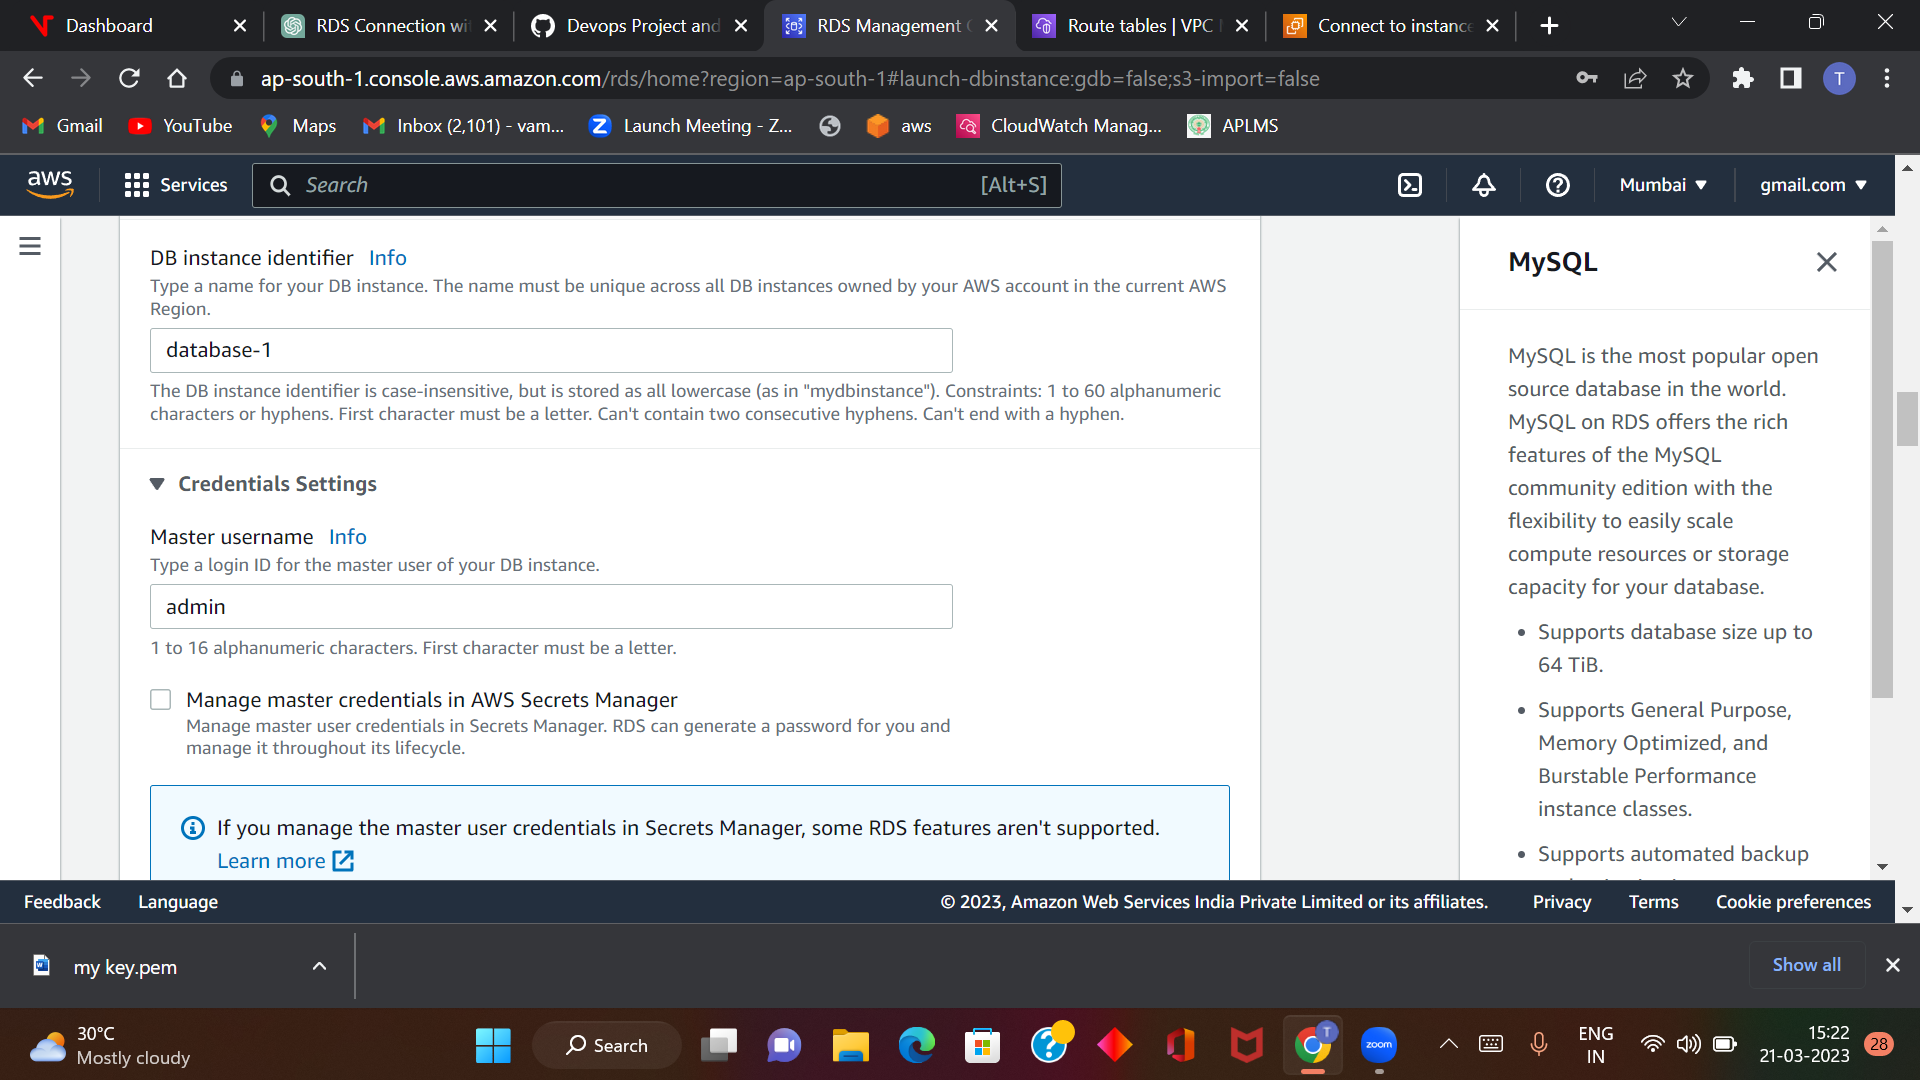 Dashboard
RDS Connection wi
Devops Project and
RDS Management C
Route tables | VPC
Connect to instance
ap-south-1.console.aws.amazon.com/rds/home?region=ap-south-1#launch-dbinstance:gdb=false;s3-import=false
T
Gmail
YouTube
Maps
Inbox (2,101) - vam...
Launch Meeting - Z...
aws
CloudWatch Manag...
APLMS
aws
Services
Search
[Alt+S]
Mumbai
gmail.com
DB instance identifier Info
Type a name for your DB instance. The name must be unique across all DB instances owned by your AWS account in the current AWS
Region.
database-1
The DB instance identifier is case-insensitive, but is stored as all lowercase (as in "mydbinstance"). Constraints: 1 to 60 alphanumeric
characters or hyphens. First character must be a letter. Can't contain two consecutive hyphens. Can't end with a hyphen.
Credentials Settings
Master username Info
Type a login ID for the master user of your DB instance.
admin
1 to 16 alphanumeric characters. First character must be a letter.
Manage master credentials in AWS Secrets Manager
Manage master user credentials in Secrets Manager. RDS can generate a password for you and
manage it throughout its lifecycle.
If you manage the master user credentials in Secrets Manager, some RDS features aren't supported.
Learn more
MySQL
MySQL is the most popular open
source database in the world.
MySQL on RDS offers the rich
features of the MySQL
community edition with the
flexibility to easily scale
compute resources or storage
capacity for your database.
• Supports database size up to
64 TiB.
• Supports General Purpose,
Memory Optimized, and
Burstable Performance
instance classes.
• Supports automated backup
Feedback
Language
© 2023, Amazon Web Services India Private Limited or its affiliates.
Privacy
Terms
Cookie preferences
my key.pem
Show all
30°C
Mostly cloudy
Search
T
zoom
ENG
IN
15:22
21-03-2023
28